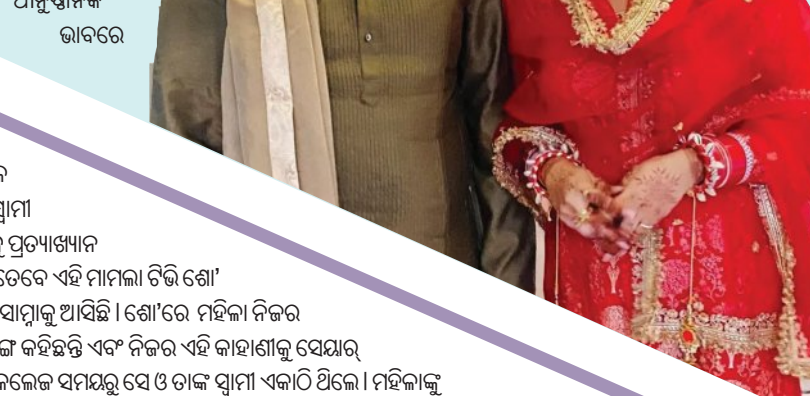 ଭାବରେ
ସ୍ୱାମୀ
ପ୍ରତ୍ୟାଖ୍ୟାନ
ତେବେ ଏହି ମାମଲା ଟିଭି ଶୋ’
ସାମ୍ନାକୁ ଆସିଛି । ଶୋ’ରେ ମହିଳା ନିଜର
କହିଛନ୍ତି ଏବଂ ନିଜର ଏହି କାହାଣୀକୁ ସେୟାର୍
କଲେଜ ସମୟରୁ ସେ ଓ ତାଙ୍କ ସ୍ୱାମୀ ଏକାଠି ଥିଲେ । ମହିଳାଙ୍କୁ